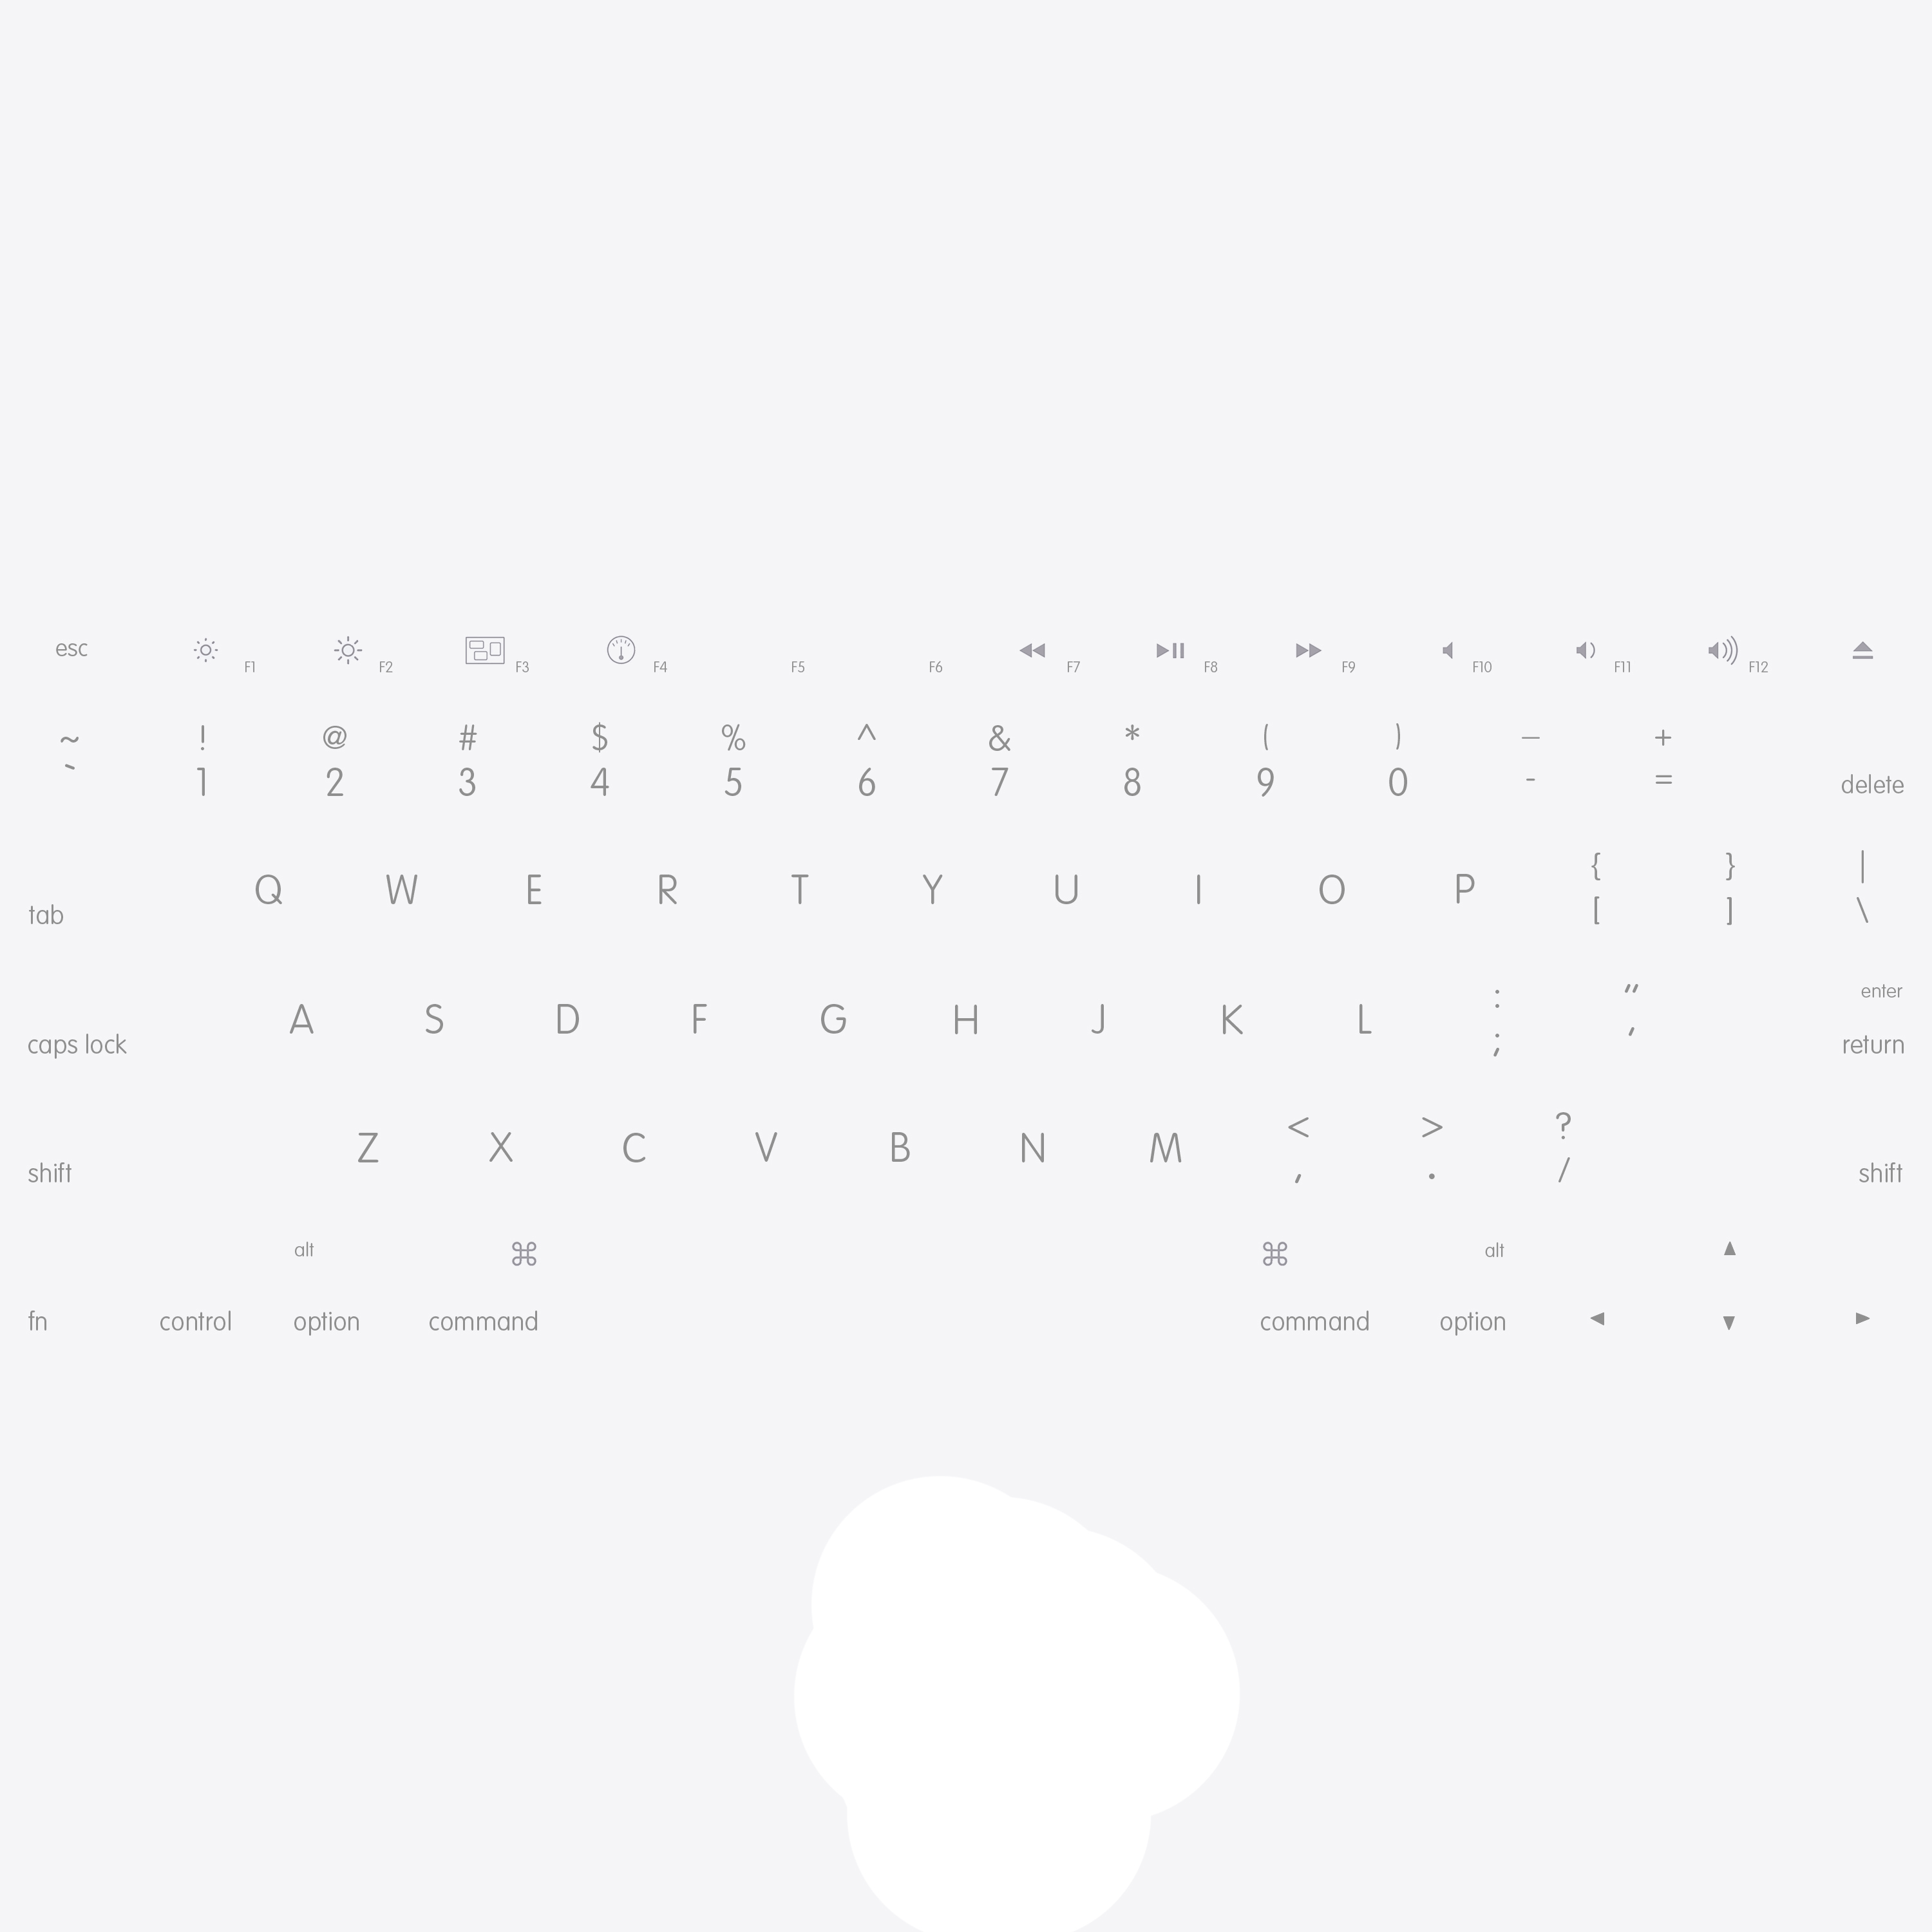 esc F1 F2 F3 F4 F5 F6 F7 F8 F9 F10 F11 F12
~ ! @ # $ % ^ & * ( ) — +
` 1 2 3 4 5 6 7 8 9 0 - = delete
{ } |
tab Q W E R T Y U I O P [ ] \
: " enter
caps lock A S D F G H J K L ; ' return
< > ?
shift Z X C V B N M , . / shift
alt ⌘ ⌘ alt
fn control option command command option